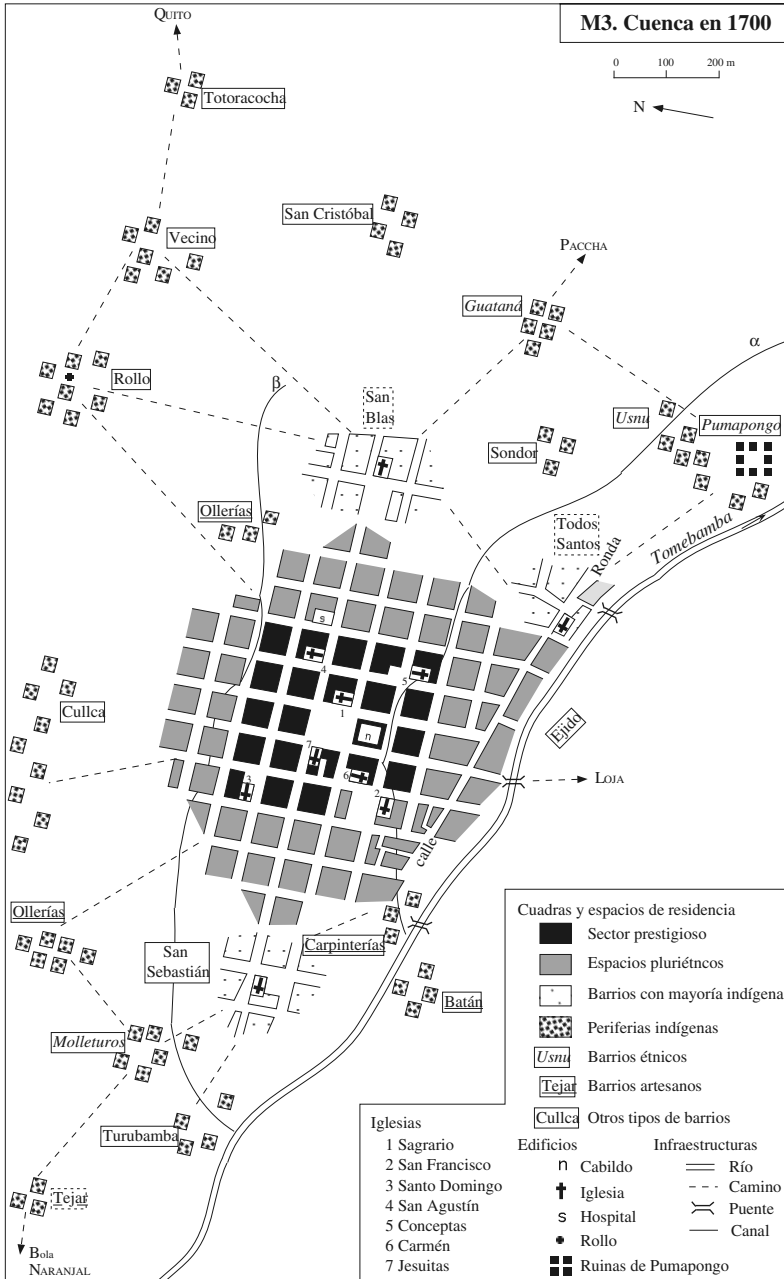 M3. Cuenca en 1700
QUITO
0 100 200 m
N
Totoracocha
San Cristóbal
Vecino
PACCHA
Guataná
α
Rollo
β
San
Blas
Usnu
Pumapongo
Sondor
Ollerías
Todos
Santos
Ronda
Tomebamba
s
4
5
1
Cullca
n
Ejido
7
6
3
2
LOJA
calle
Ollerías
San
Sebastián
Carpinterías
Batán
Molleturos
Turubamba
Tejar
Bola
NARANJAL
Cuadras y espacios de residencia
Sector prestigioso
Espacios pluriétncos
Barrios con mayoría indígena
Periferias indígenas
Usnu Barrios étnicos
Tejar Barrios artesanos
Cullca Otros tipos de barrios
Iglesias
1 Sagrario
2 San Francisco
3 Santo Domingo
4 San Agustín
5 Conceptas
6 Carmén
7 Jesuitas
Edificios
n Cabildo
Iglesia
s Hospital
Rollo
Ruinas de Pumapongo
Infraestructuras
Río
Camino
Puente
Canal